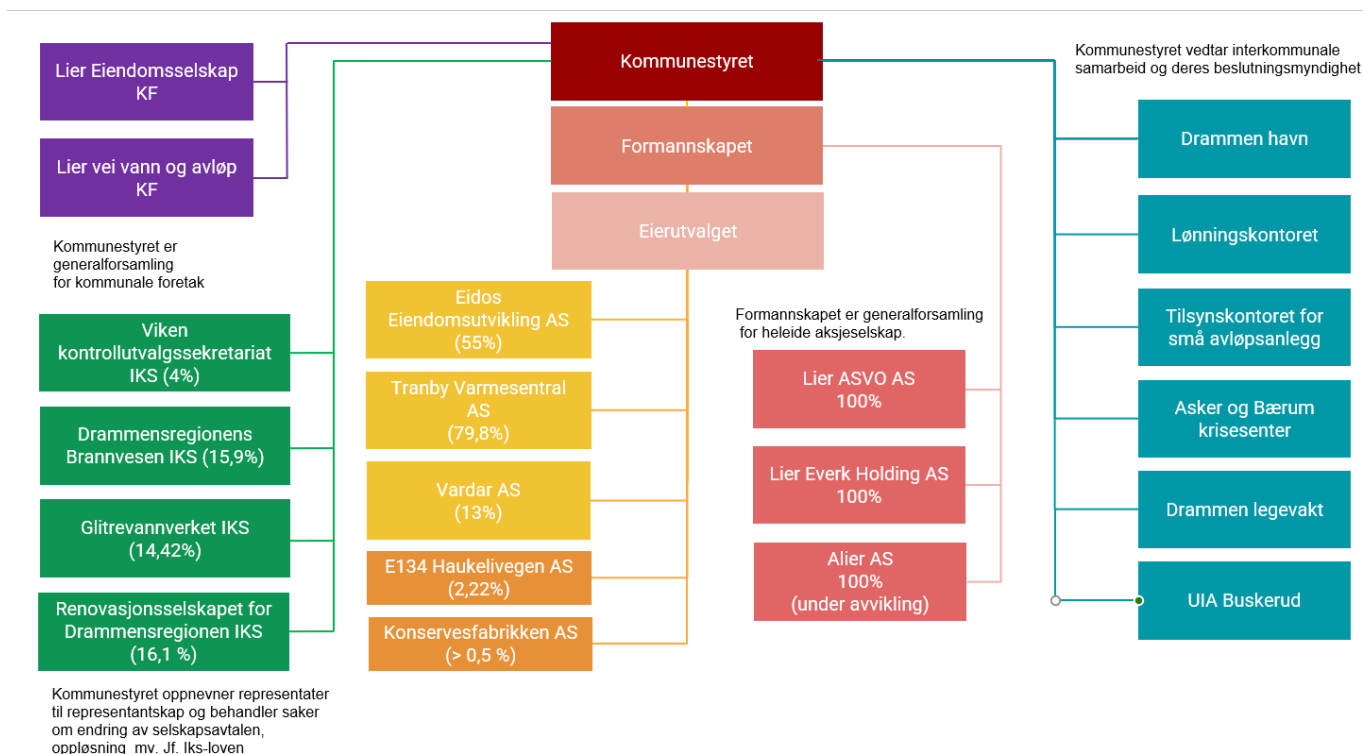 Kommunestyret
Formannskapet
Eierutvalget
Lier Eiendomsselskap
KF
Lier vei vann og avløp
KF
Kommunestyret er
generalforsamling
for kommunale foretak
Viken
kontrollutvalgssekretariat
IKS (4%)
Drammensregionens
Brannvesen IKS (15,9%)
Glitrevannverket IKS
(14,42%)
Renovasjonsselskapet for
Drammensregionen IKS
(16,1 %)
Kommunestyret oppnevner representater
til representantskap og behandler saker
om endring av selskapsavtalen,
oppløsning  mv. Jf. Iks-loven
Eidos
Eiendomsutvikling AS
(55%)
Tranby Varmesentral
AS
(79,8%)
Vardar AS
(13%)
E134 Haukelivegen AS
(2,22%)
Konservesfabrikken AS
(> 0,5 %)
Formannskapet er generalforsamling
for heleide aksjeselskap.
Lier ASVO AS
100%
Lier Everk Holding AS
100%
Alier AS
100%
(under avvikling)
Kommunestyret vedtar interkommunale
samarbeid og deres beslutningsmyndighet
Drammen havn
Lønningskontoret
Tilsynskontoret for
små avløpsanlegg
Asker og Bærum
krisesenter
Drammen legevakt
UIA Buskerud